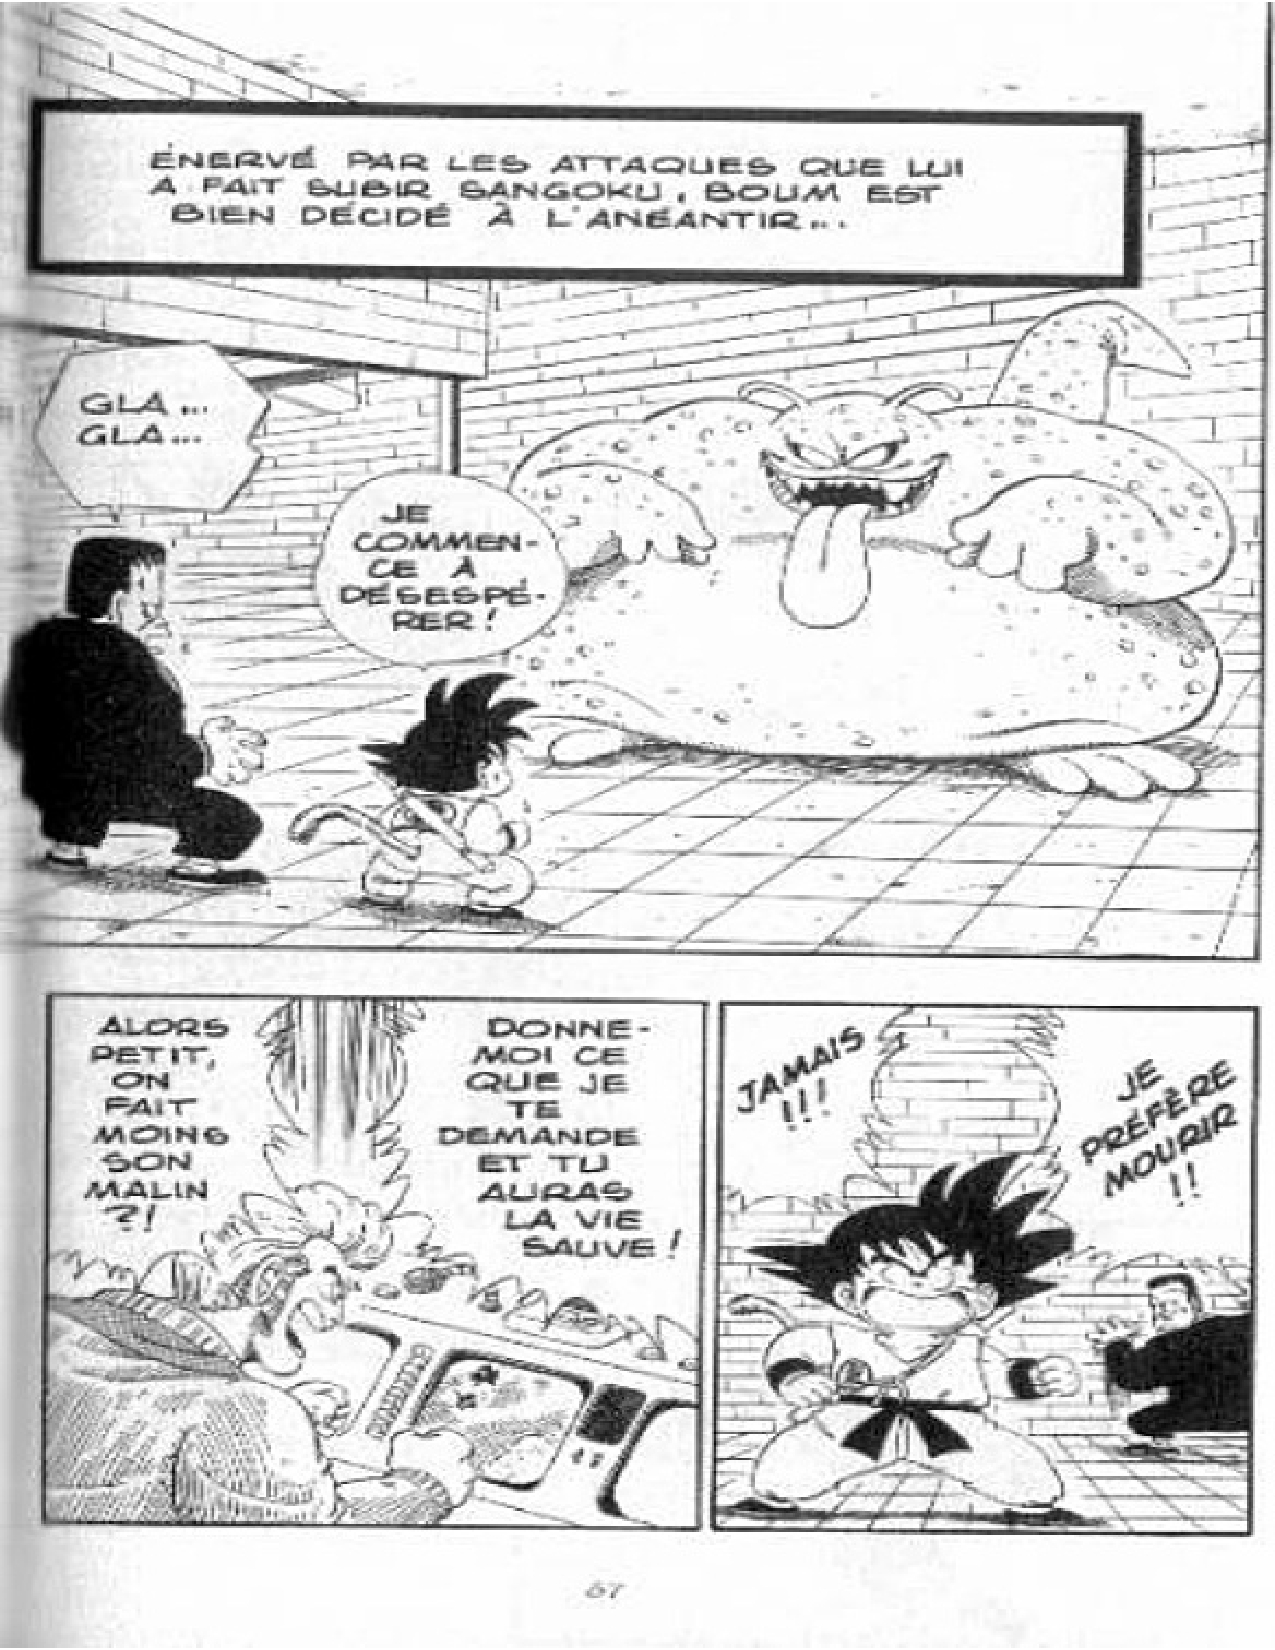 ÉNERVÉ PAR LES ATTAQUES QUE LUI
A FAIT SUBIR SANGOKU, BOUM EST
BIEN DÉCIDÉ À L'ANÉANTIR...
GLA...
GLA...
JE
COMMEN-
CE À
DÉSESPÉ-
RER !
ALORS
PETIT,
ON
FAIT
MOINS
SON
MALIN
?!
DONNE-
MOI CE
QUE JE
TE
DEMANDE
ET TU
AURAS
LA VIE
SAUVE !
JAMAIS
!!!
JE
PRÉFÈRE
MOURIR
!!
67